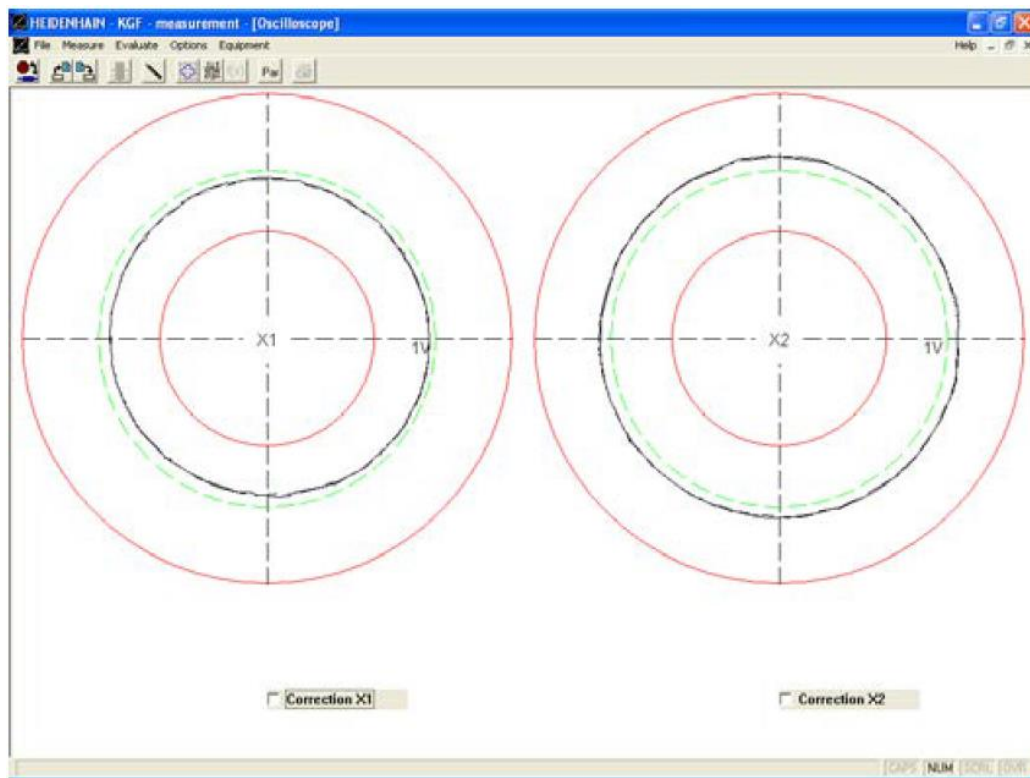 HEIDENHAIN - KGF - measurement - [Oscilloscope]
File Measure Evaluate Options Equipment Help
Par
X1 1V X2 1V
Correction X1 Correction X2
CAPS NUM SCRL OVR